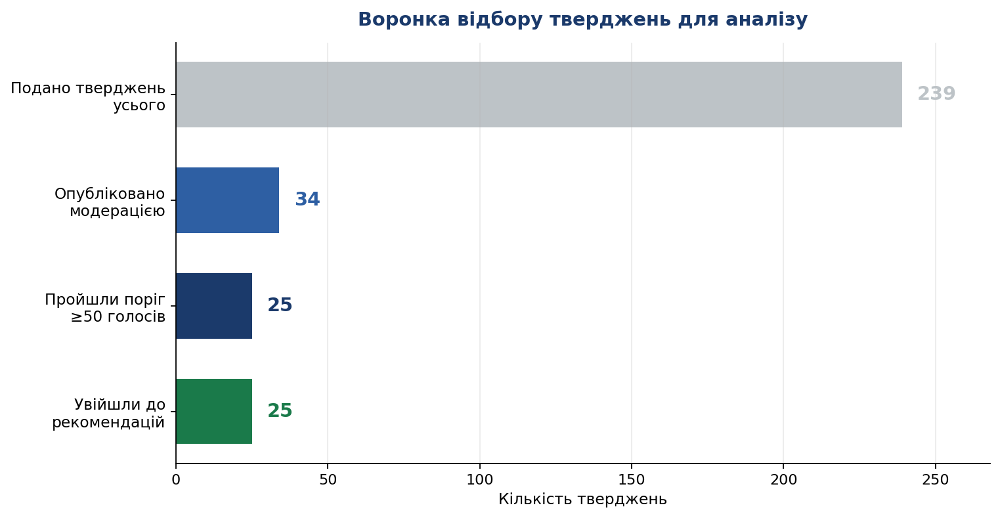 Воронка відбору тверджень для аналізу
Подано тверджень
усього
239
Опубліковано
модерацією
34
Пройшли поріг
≥50 голосів
25
Увійшли до
рекомендацій
25
0 50 100 150 200 250
Кількість тверджень